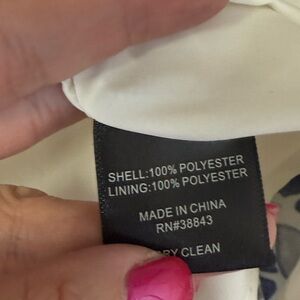 SHELL:100% POLYESTER
LINING:100% POLYESTER
MADE IN CHINA
RN#38843
CLEAN